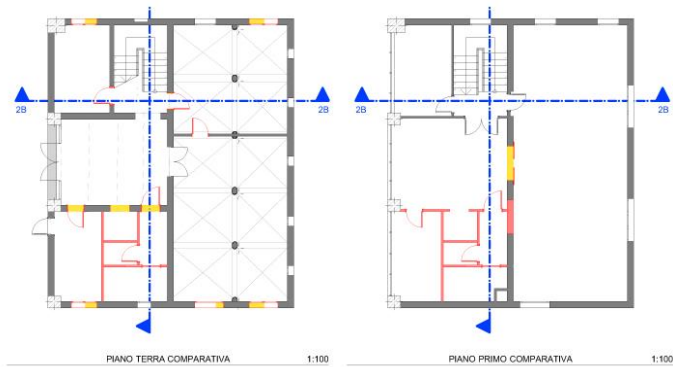 2B
2B
2B
2B
PIANO TERRA COMPARATIVA 1:100
PIANO PRIMO COMPARATIVA 1:100